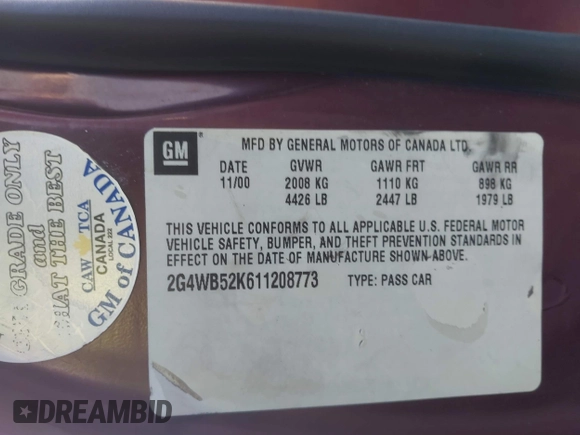 GM
MFD BY GENERAL MOTORS OF CANADA LTD.
DATE GVWR GAWR FRT GAWR RR
11/00 2008 KG 1110 KG 898 KG
4426 LB 2447 LB 1979 LB
THIS VEHICLE CONFORMS TO ALL APPLICABLE U.S. FEDERAL MOTOR
VEHICLE SAFETY, BUMPER, AND THEFT PREVENTION STANDARDS IN
EFFECT ON THE DATE OF MANUFACTURE SHOWN ABOVE.
2G4WB52K611208773 TYPE: PASS CAR
GRADE ONLY
and
THAT THE BEST
CAW TCA
CANADA
GM of CANADA
DREAMBID